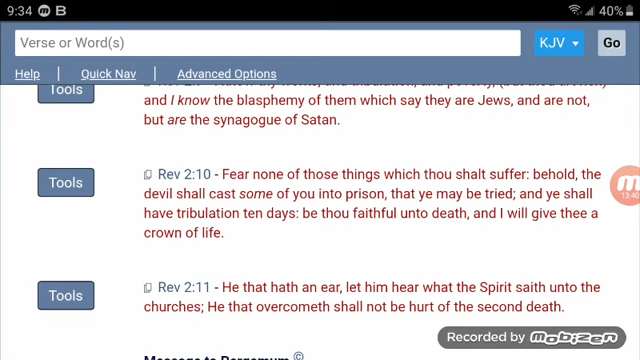 9:34 B 40%
Verse or Word(s) KJV Go
Help | Quick Nav | Advanced Options
Tools
and I know the blasphemy of them which say they are Jews, and are not,
but are the synagogue of Satan.
Tools
Rev 2:10 - Fear none of those things which thou shalt suffer: behold, the
devil shall cast some of you into prison, that ye may be tried; and ye shall
have tribulation ten days: be thou faithful unto death, and I will give thee a
crown of life.
13:40
Tools
Rev 2:11 - He that hath an ear, let him hear what the Spirit saith unto the
churches; He that overcometh shall not be hurt of the second death.
Recorded by mobizen
Message to Pergamum ©